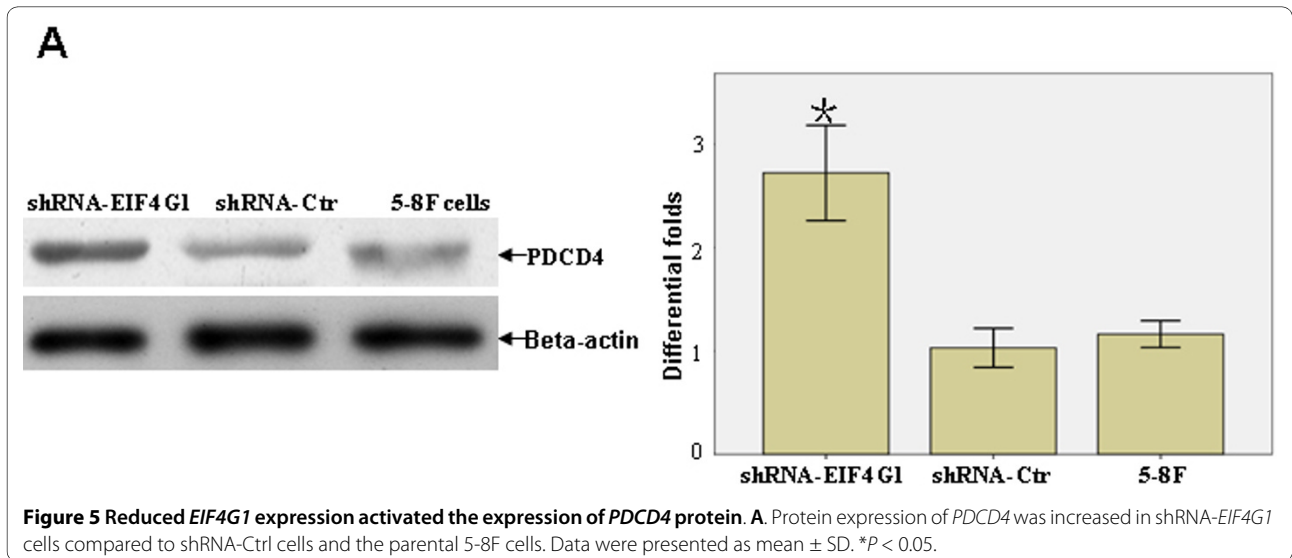 A
shRNA-EIF4G1 shRNA-Ctr 5-8F cells
PDCD4
Beta-actin
Differential folds
3
2
1
0
*
shRNA-EIF4G1 shRNA-Ctr 5-8F
Figure 5 Reduced EIF4G1 expression activated the expression of PDCD4 protein. A. Protein expression of PDCD4 was increased in shRNA-EIF4G1
cells compared to shRNA-Ctrl cells and the parental 5-8F cells. Data were presented as mean ± SD. *P < 0.05.